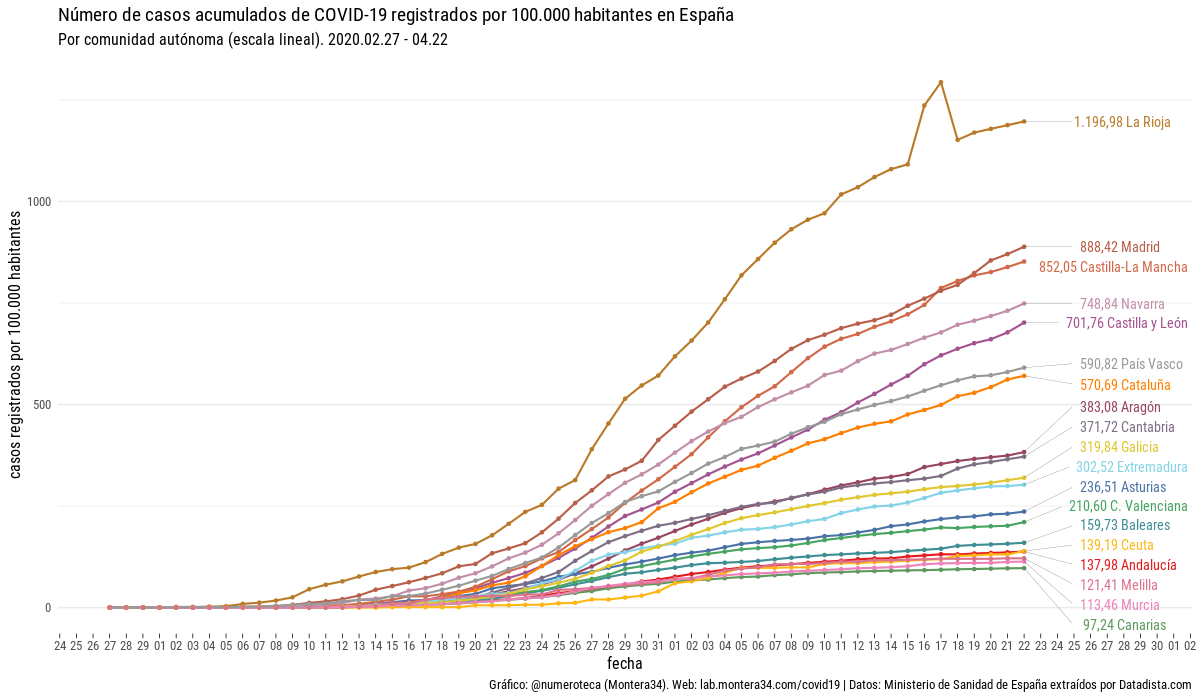 Número de casos acumulados de COVID-19 registrados por 100.000 habitantes en España
Por comunidad autónoma (escala lineal). 2020.02.27 - 04.22
casos registrados por 100.000 habitantes
1000
500
0
1.196,98 La Rioja
888,42 Madrid
852,05 Castilla-La Mancha
748,84 Navarra
701,76 Castilla y León
590,82 País Vasco
570,69 Cataluña
383,08 Aragón
371,72 Cantabria
319,84 Galicia
302,52 Extremadura
236,51 Asturias
210,60 C. Valenciana
159,73 Baleares
139,19 Ceuta
137,98 Andalucía
121,41 Melilla
113,46 Murcia
97,24 Canarias
24 25 26 27 28 29 01 02 03 04 05 06 07 08 09 10 11 12 13 14 15 16 17 18 19 20 21 22 23 24 25 26 27 28 29 30 31 01 02 03 04 05 06 07 08 09 10 11 12 13 14 15 16 17 18 19 20 21 22 23 24 25 26 27 28 29 30 01 02
fecha
Gráfico: @numeroteca (Montera34). Web: lab.montera34.com/covid19 | Datos: Ministerio de Sanidad de España extraídos por Datadista.com